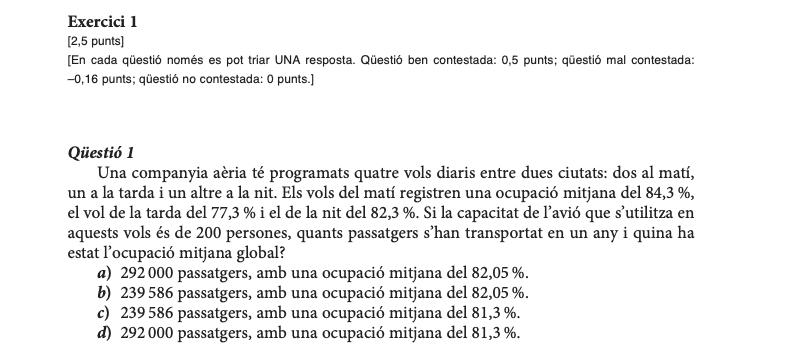 Exercici 1
[2,5 punts]
[En cada qüestió només es pot triar UNA resposta. Qüestió ben contestada: 0,5 punts; qüestió mal contestada:
–0,16 punts; qüestió no contestada: 0 punts.]
Qüestió 1
Una companyia aèria té programats quatre vols diaris entre dues ciutats: dos al matí,
un a la tarda i un altre a la nit. Els vols del matí registren una ocupació mitjana del 84,3 %,
el vol de la tarda del 77,3 % i el de la nit del 82,3 %. Si la capacitat de l’avió que s’utilitza en
aquests vols és de 200 persones, quants passatgers s’han transportat en un any i quina ha
estat l’ocupació mitjana global?
a) 292 000 passatgers, amb una ocupació mitjana del 82,05 %.
b) 239 586 passatgers, amb una ocupació mitjana del 82,05 %.
c) 239 586 passatgers, amb una ocupació mitjana del 81,3 %.
d) 292 000 passatgers, amb una ocupació mitjana del 81,3 %.